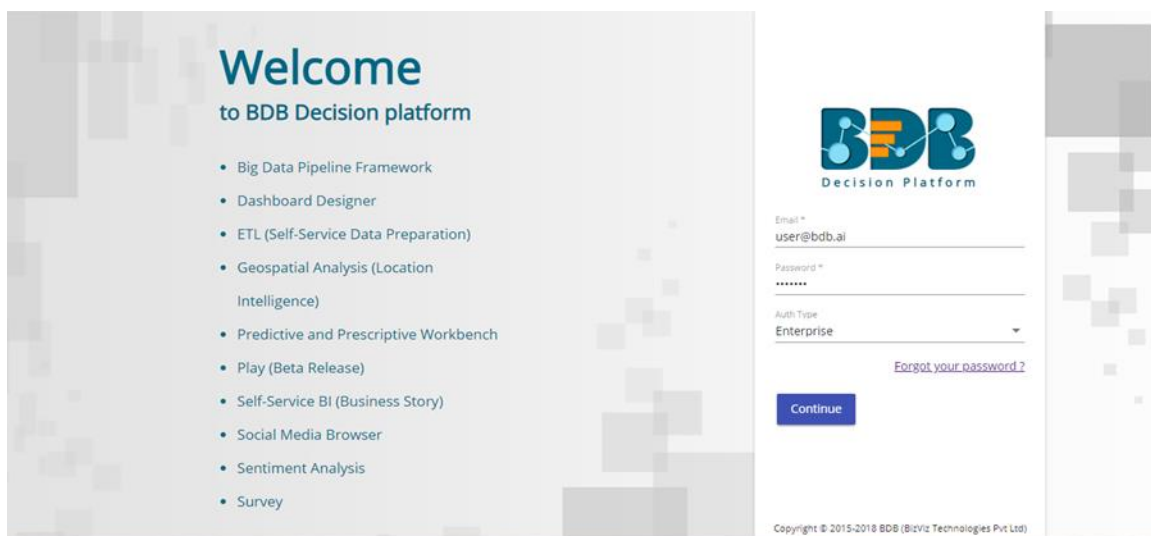 Welcome
to BDB Decision platform
• Big Data Pipeline Framework
• Dashboard Designer
• ETL (Self-Service Data Preparation)
• Geospatial Analysis (Location
Intelligence)
• Predictive and Prescriptive Workbench
• Play (Beta Release)
• Self-Service BI (Business Story)
• Social Media Browser
• Sentiment Analysis
• Survey
BDB
Decision Platform
Email *
user@bdb.ai
Password *
•••••••
Auth Type
Enterprise
Forgot your password ?
Continue
Copyright © 2015-2018 BDB (BizViz Technologies Pvt Ltd)